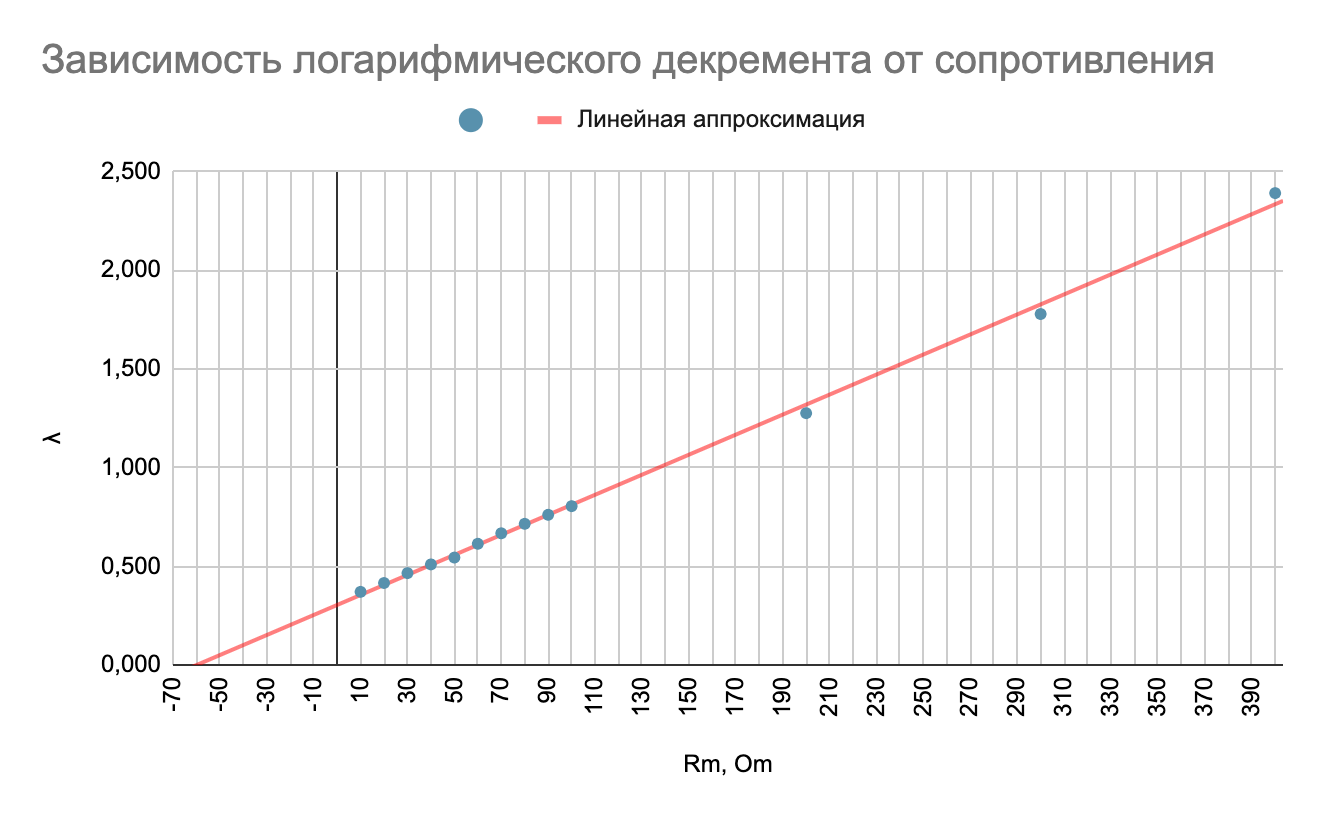 Зависимость логарифмического декремента от сопротивления
Линейная аппроксимация
2,500
2,000
1,500
1,000
0,500
0,000
λ
-70 -50 -30 -10 10 30 50 70 90 110 130 150 170 190 210 230 250 270 290 310 330 350 370 390
Rm, Om